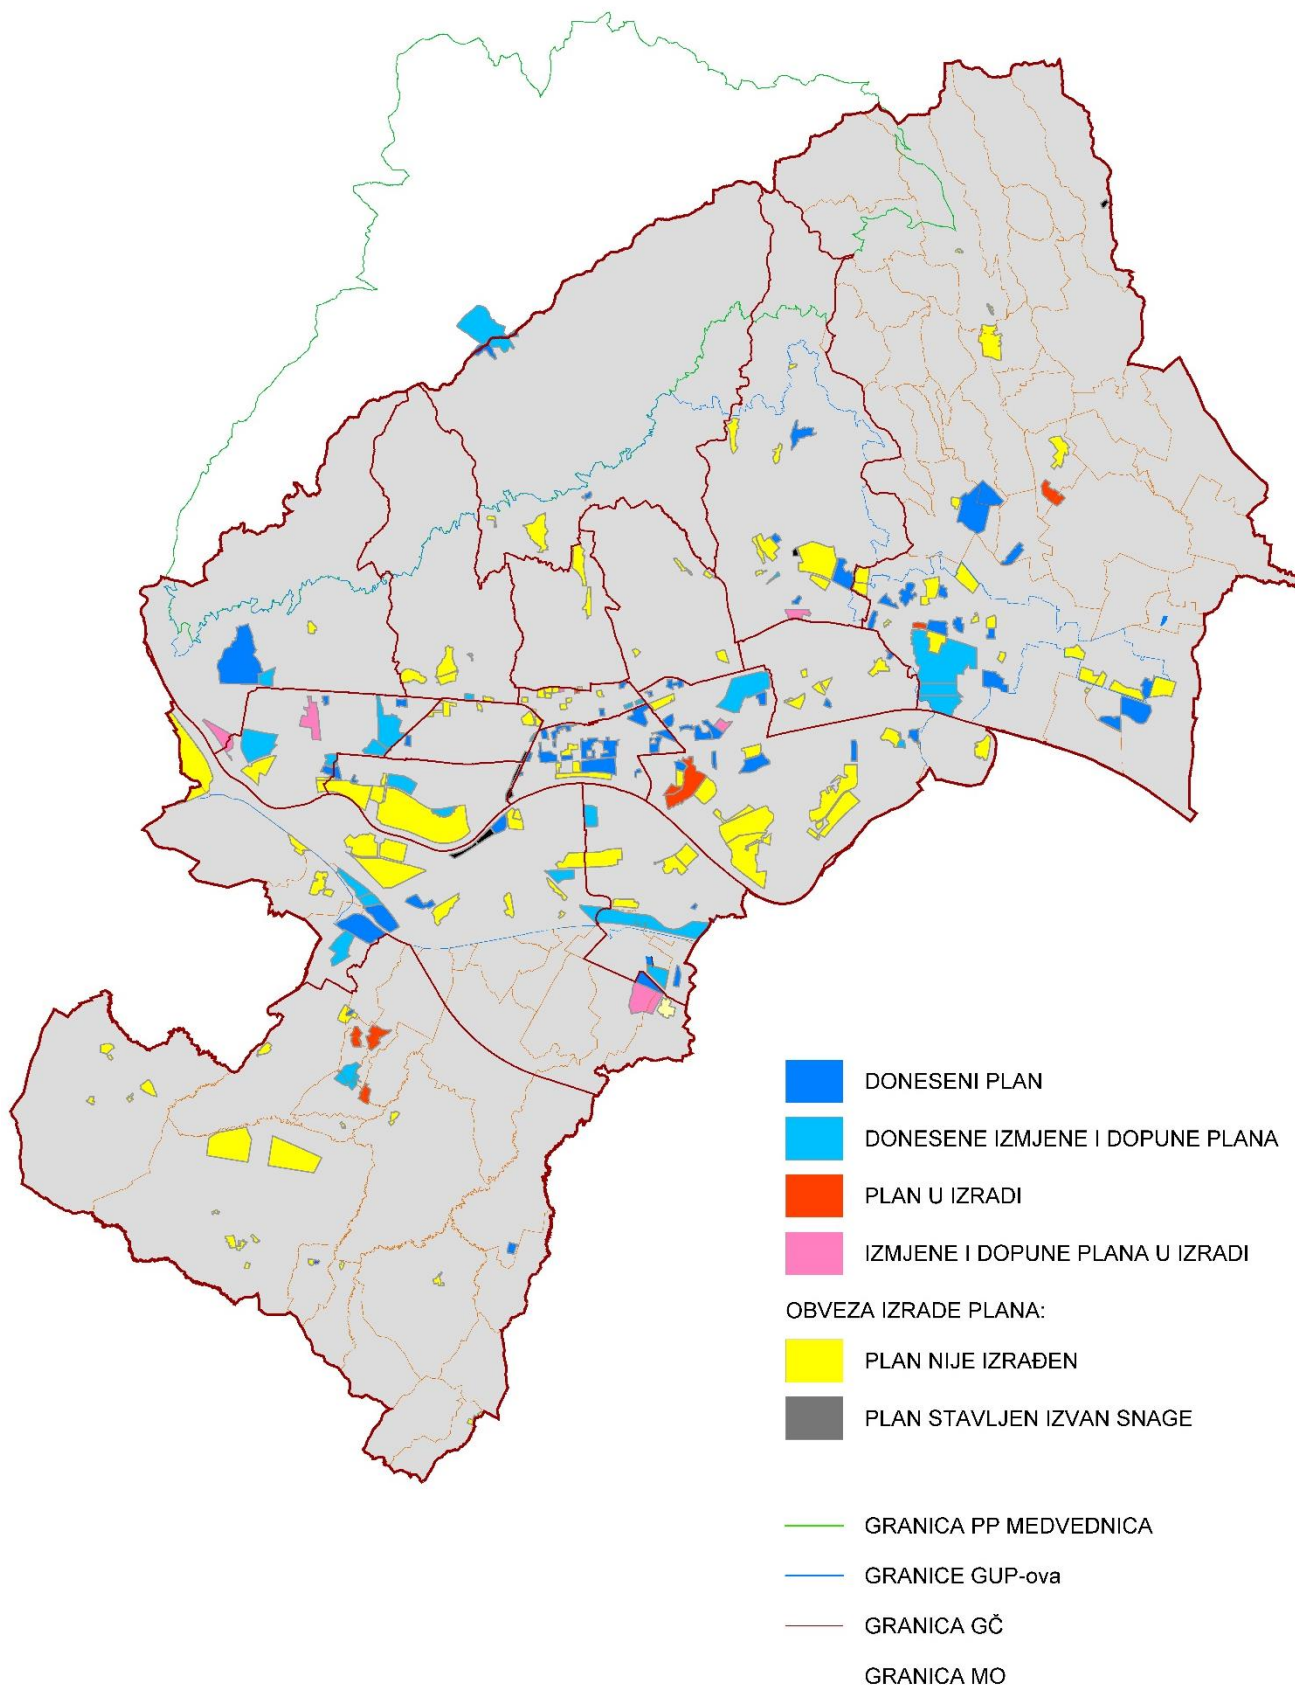 DONESENI PLAN
DONESENE IZMJENE I DOPUNE PLANA
PLAN U IZRADI
IZMJENE I DOPUNE PLANA U IZRADI
OBVEZA IZRADE PLANA:
PLAN NIJE IZRAĐEN
PLAN STAVLJEN IZVAN SNAGE
GRANICA PP MEDVEDNICA
GRANICE GUP-ova
GRANICA GČ
GRANICA MO